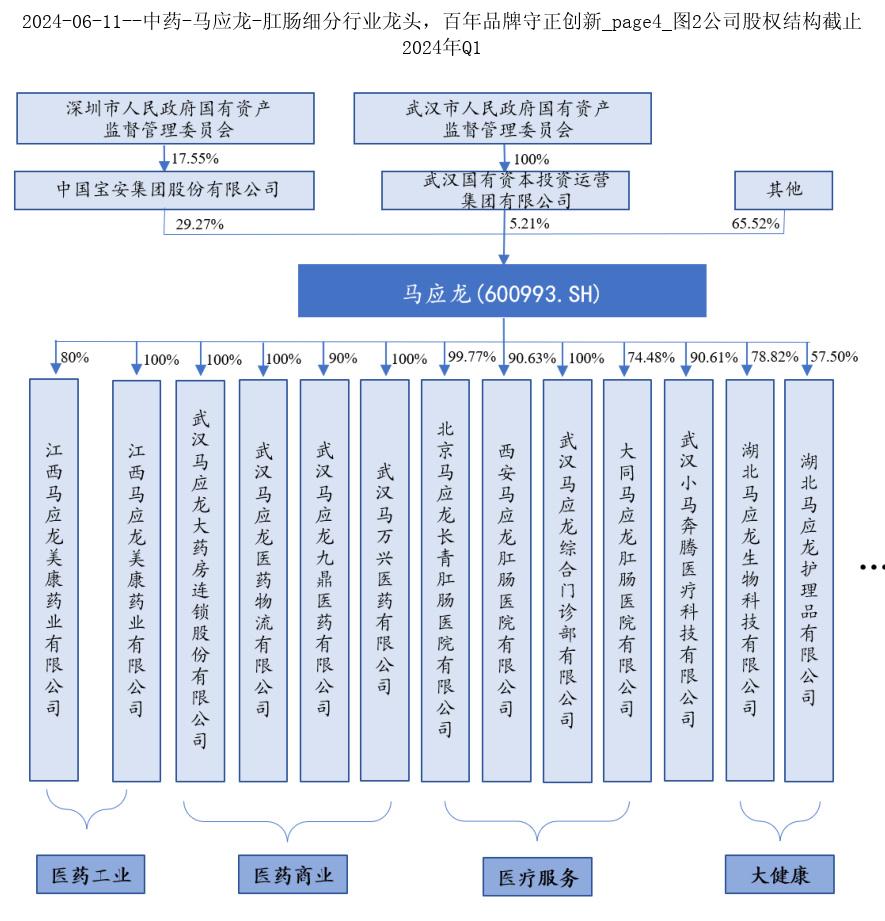 2024-06-11--中药-马应龙-肛肠细分行业龙头，百年品牌守正创新_page4_图2公司股权结构截止
2024年Q1
深圳市人民政府国有资产
监督管理委员会
武汉市人民政府国有资产
监督管理委员会
17.55%
100%
中国宝安集团股份有限公司
武汉国有资本投资运营
集团有限公司
其他
29.27%
5.21%
65.52%
马应龙(600993.SH)
80%
100%
100%
100%
90%
100%
99.77%
90.63%
100%
74.48%
90.61%
78.82%
57.50%
江西马应龙美康药业有限公司
江西马应龙美康药业有限公司
武汉马应龙大药房连锁股份有限公司
武汉马应龙医药物流有限公司
武汉马应龙九鼎医药有限公司
武汉马万兴医药有限公司
北京马应龙长青肛肠医院有限公司
西安马应龙肛肠医院有限公司
武汉马应龙综合门诊部有限公司
大同马应龙肛肠医院有限公司
武汉小马奔腾医疗科技有限公司
湖北马应龙生物科技有限公司
湖北马应龙护理品有限公司
…
医药工业
医药商业
医疗服务
大健康